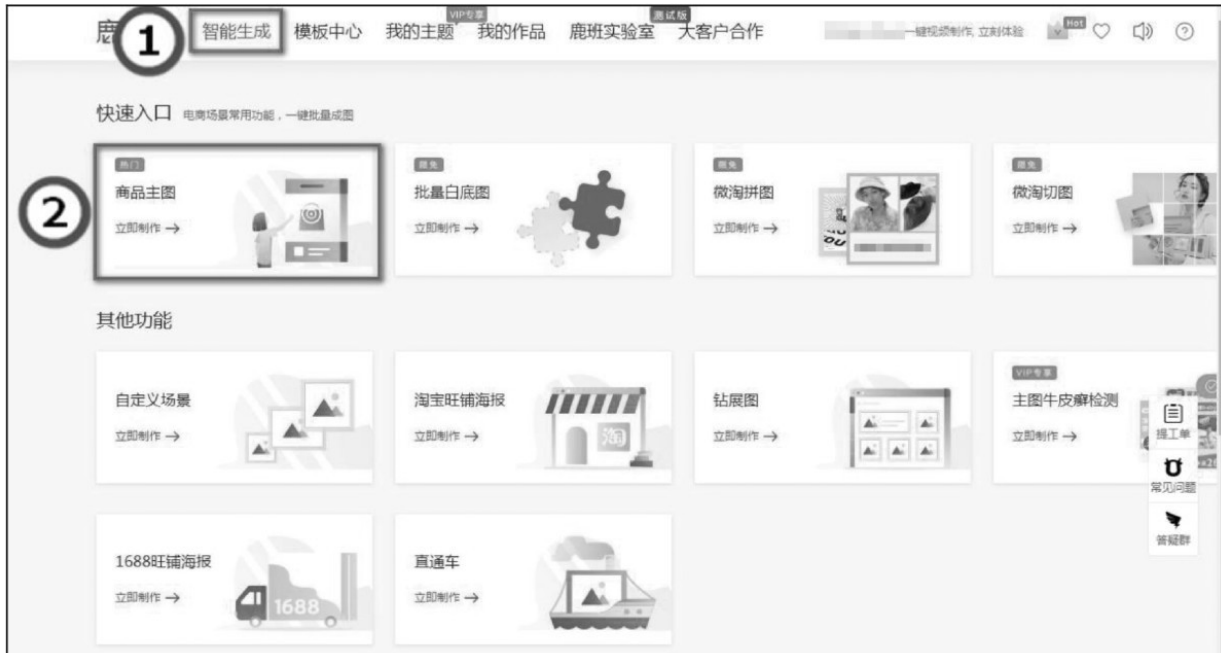 VIP专享 测试版
鹿 1 智能生成 模板中心 我的主题 我的作品 鹿班实验室 大客户合作 一键视频制作, 立刻体验 Hot
快速入口 电商场景常用功能，一键批量成图
2
热门 限免 限免 限免
商品主图 批量白底图 微淘拼图 微淘切图
立即制作 → 立即制作 → 立即制作 → 立即制作 →
其他功能
VIP专享
自定义场景 淘宝旺铺海报 钻展图 主图牛皮癣检测
立即制作 → 立即制作 → 立即制作 → 立即制作 →
淘
提工单
常见问题
答疑群
1688旺铺海报 直通车
立即制作 → 立即制作 →
1688